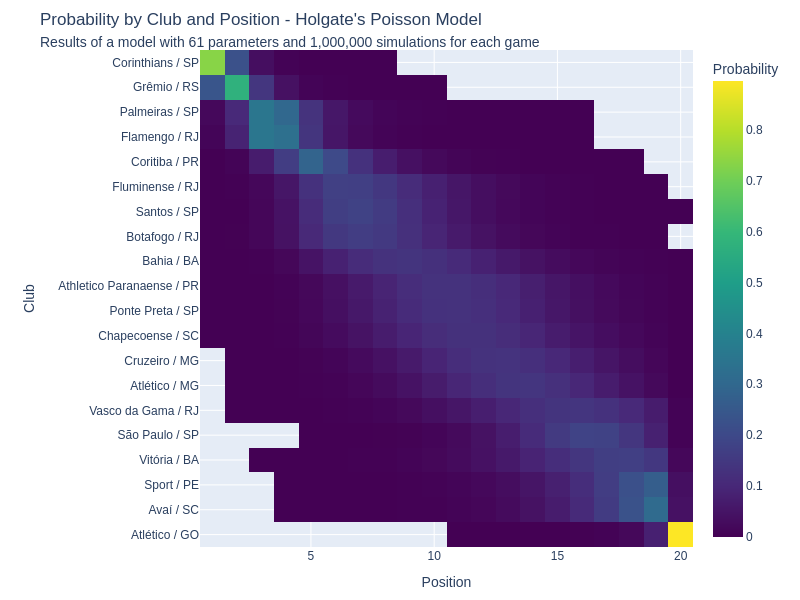 Probability by Club and Position - Holgate's Poisson Model
Results of a model with 61 parameters and 1,000,000 simulations for each game
Probability
Corinthians / SP
Grêmio / RS
Palmeiras / SP
Flamengo / RJ
Coritiba / PR
Fluminense / RJ
Santos / SP
Botafogo / RJ
Bahia / BA
Athletico Paranaense / PR
Ponte Preta / SP
Chapecoense / SC
Cruzeiro / MG
Atlético / MG
Vasco da Gama / RJ
São Paulo / SP
Vitória / BA
Sport / PE
Avaí / SC
Atlético / GO
Club
5
10
15
20
Position
0.8
0.7
0.6
0.5
0.4
0.3
0.2
0.1
0